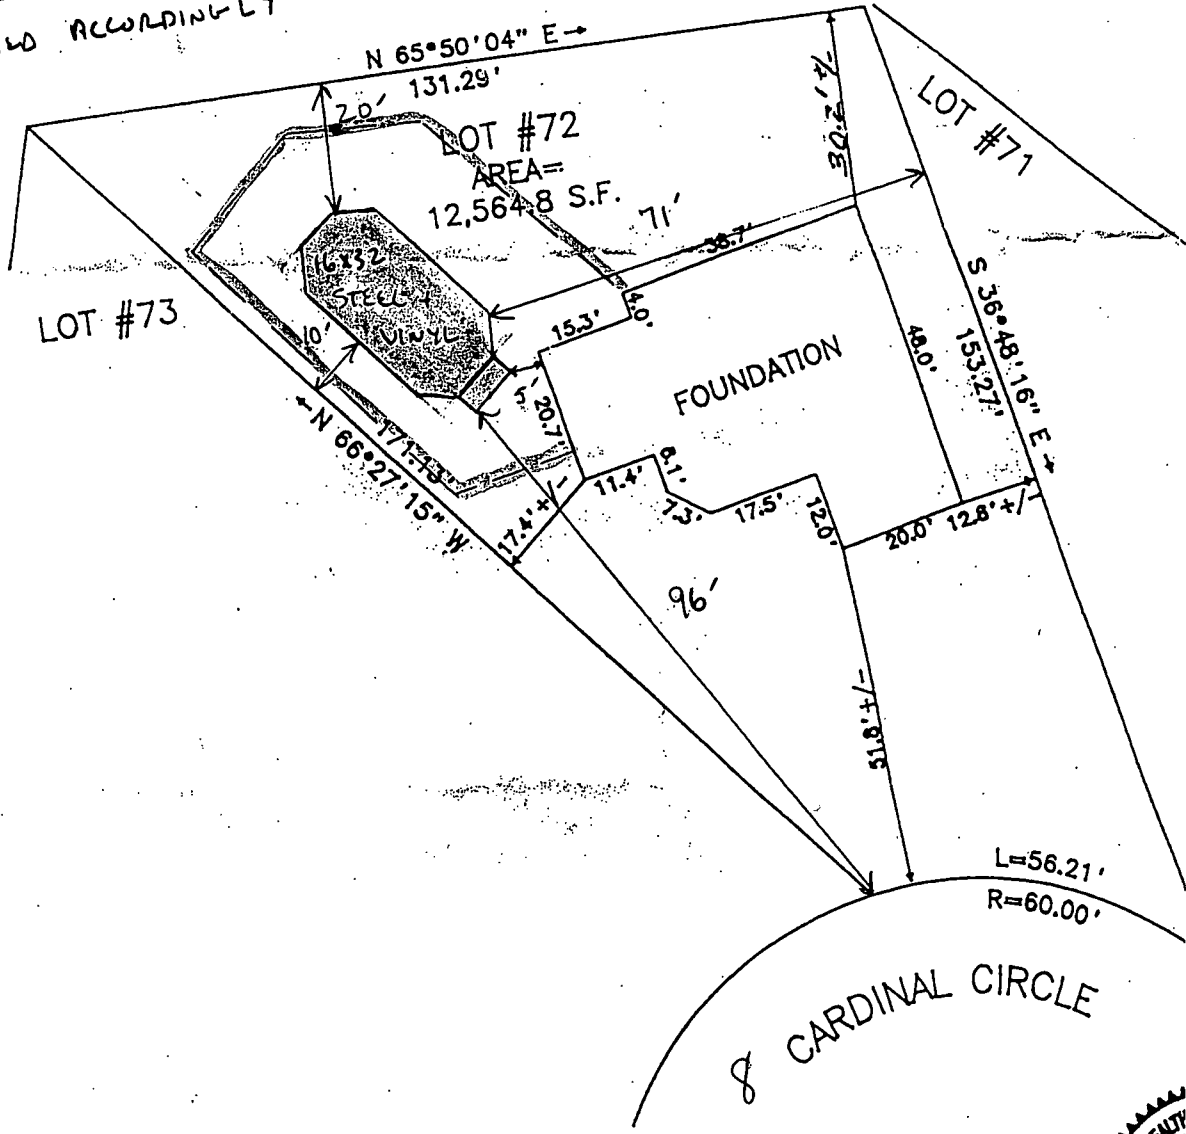 ACCORDINGLY
N 65°50'04" E→
131.29'
20'
30.2' +/-
LOT #71
LOT #72
AREA=
12,564.8 S.F.
71'
38.7'
16x32
STEEL +
VINYL
LOT #73
10'
15.3'
4.0'
5'
20.7'
FOUNDATION
48.0'
S 36°48'16" E→
153.27'
←N 66°27'15" W
171.13'
17.4'+/-
11.4'
7.3'
17.5'
12.0'
20.0'
12.8'+/-
96'
51.8'+/-
L=56.21'
R=60.00'
8 CARDINAL CIRCLE